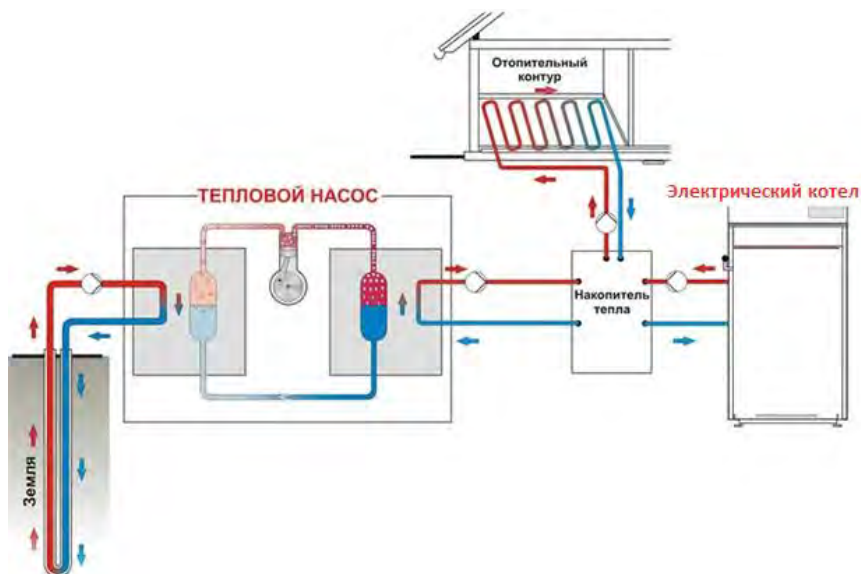 Отопительный
контур
ТЕПЛОВОЙ НАСОС
Электрический котел
Накопитель
тепла
Земля